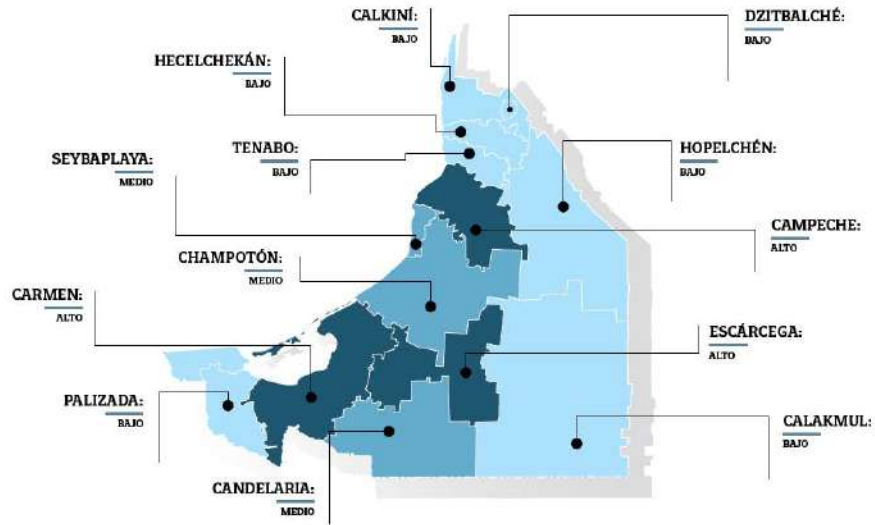 CALKINÍ:
BAJO
DZITBALCHÉ:
BAJO
HECELCHEKÁN:
BAJO
TENABO:
BAJO
HOPELCHÉN:
BAJO
SEYBAPLAYA:
MEDIO
CAMPECHE:
ALTO
CHAMPOTÓN:
MEDIO
CARMEN:
ALTO
ESCÁRCEGA:
ALTO
PALIZADA:
BAJO
CALAKMUL:
BAJO
CANDELARIA:
MEDIO